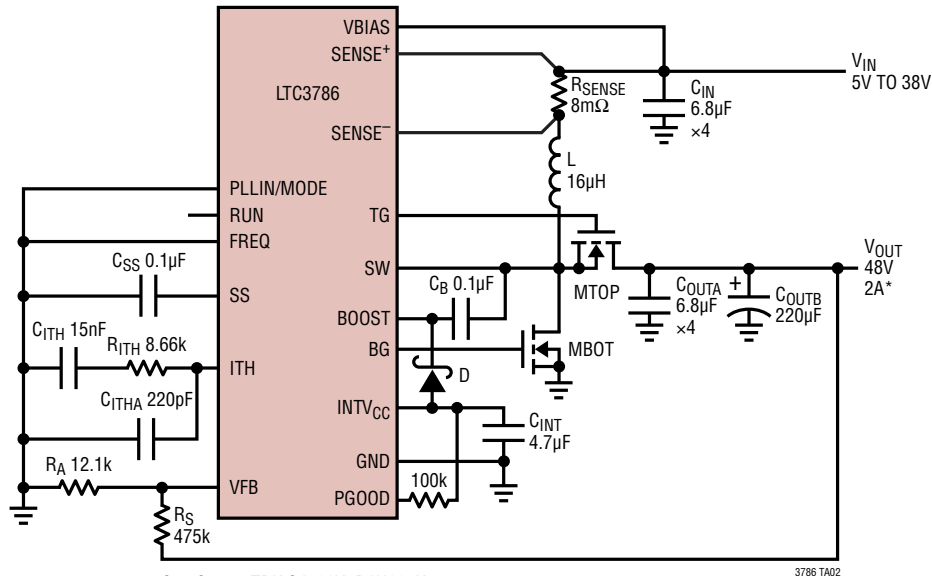 VBIAS
SENSE+
LTC3786
SENSE–
VIN
5V TO 38V
RSENSE
8mΩ
CIN
6.8µF
×4
L
16µH
PLLIN/MODE
RUN
FREQ
TG
CSS 0.1µF
SS
SW
VOUT
48V
2A*
CB 0.1µF
MTOP
COUTA
6.8µF
×4
+
COUTB
220µF
CITH 15nF
RITH 8.66k
ITH
BOOST
BG
MBOT
D
CITHA 220pF
INTVCC
CINT
4.7µF
RA 12.1k
VFB
GND
PGOOD
100k
RS
475k
3786 TA02